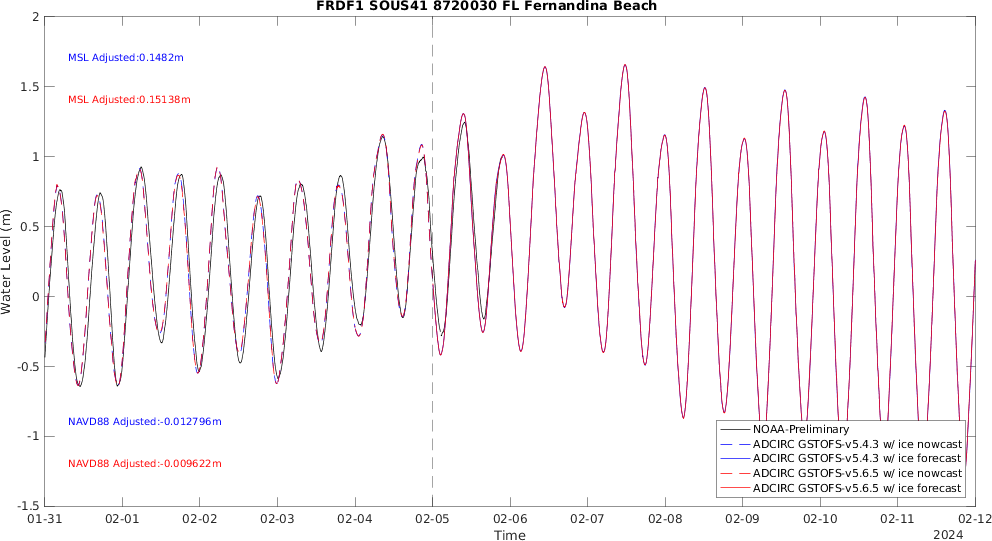 FRDF1 SOUS41 8720030 FL Fernandina Beach
2
1.5
1
0.5
0
-0.5
-1
-1.5
Water Level (m)
MSL Adjusted:0.1482m
MSL Adjusted:0.15138m
NAVD88 Adjusted:-0.012796m
NAVD88 Adjusted:-0.009622m
NOAA-Preliminary
ADCIRC GSTOFS-v5.4.3 w/ ice nowcast
ADCIRC GSTOFS-v5.4.3 w/ ice forecast
ADCIRC GSTOFS-v5.6.5 w/ ice nowcast
ADCIRC GSTOFS-v5.6.5 w/ ice forecast
01-31 02-01 02-02 02-03 02-04 02-05 02-06 02-07 02-08 02-09 02-10 02-11 02-12
Time
2024